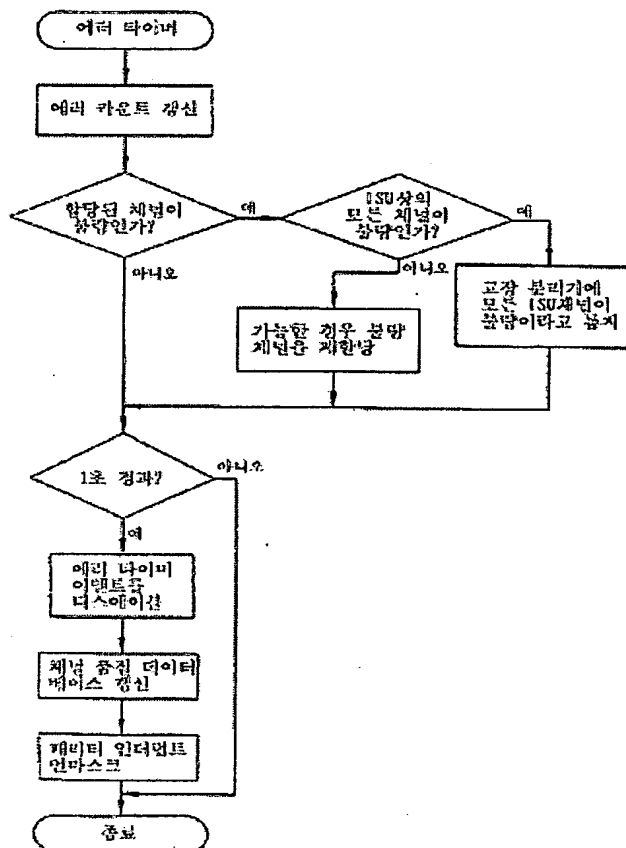 에러 타이머
에러 카운트 갱신
할당된 채널이
불량인가?
예
ISU상의
모든 채널이
불량인가?
예
아니오
아니오
고장 분리기에
모든 ISU채널이
불량이라고 통지
가능한 경우 불량
채널을 재할당
1초 경과?
아니오
예
에러 타이머
이벤트를
채널 품질 데이터
베이스 갱신
패리티 인터럽트
언마스크
종료